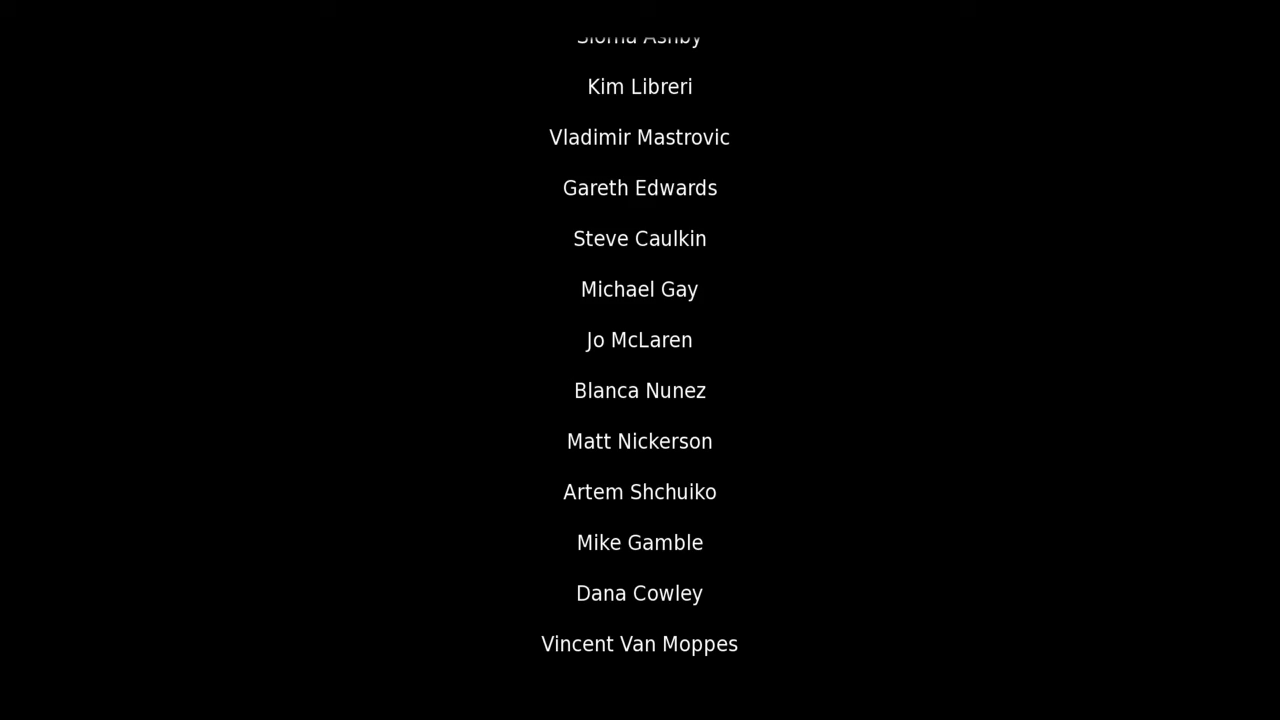 Ashby
Kim Libreri
Vladimir Mastrovic
Gareth Edwards
Steve Caulkin
Michael Gay
Jo McLaren
Blanca Nunez
Matt Nickerson
Artem Shchuiko
Mike Gamble
Dana Cowley
Vincent Van Moppes